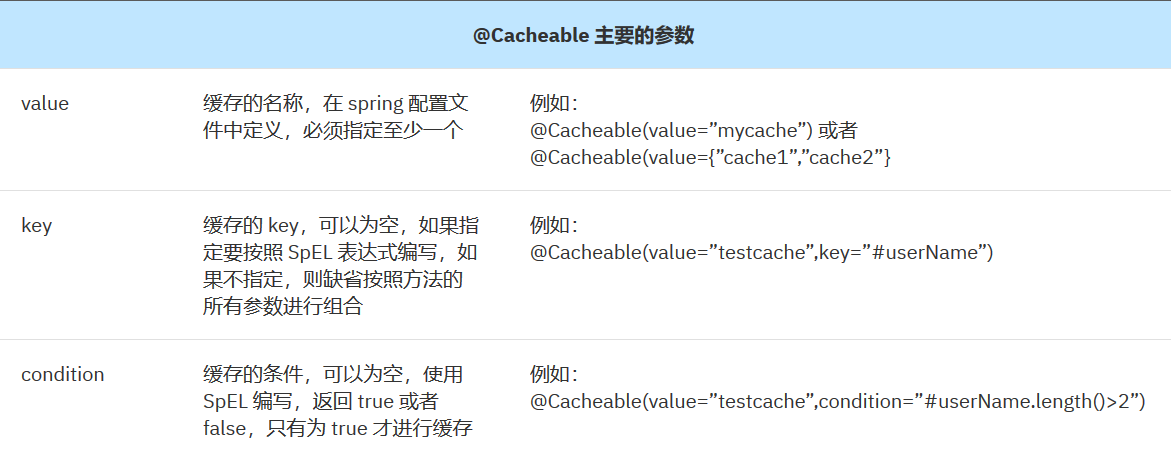 @Cacheable 主要的参数
value
缓存的名称，在 spring 配置文
件中定义，必须指定至少一个
例如：
@Cacheable(value=”mycache”) 或者
@Cacheable(value={”cache1”,”cache2”}
key
缓存的 key，可以为空，如果指
定要按照 SpEL 表达式编写，如
果不指定，则缺省按照方法的
所有参数进行组合
例如：
@Cacheable(value=”testcache”,key=”#userName”)
condition
缓存的条件，可以为空，使用
SpEL 编写，返回 true 或者
false，只有为 true 才进行缓存
例如：
@Cacheable(value=”testcache”,condition=”#userName.length()>2”)